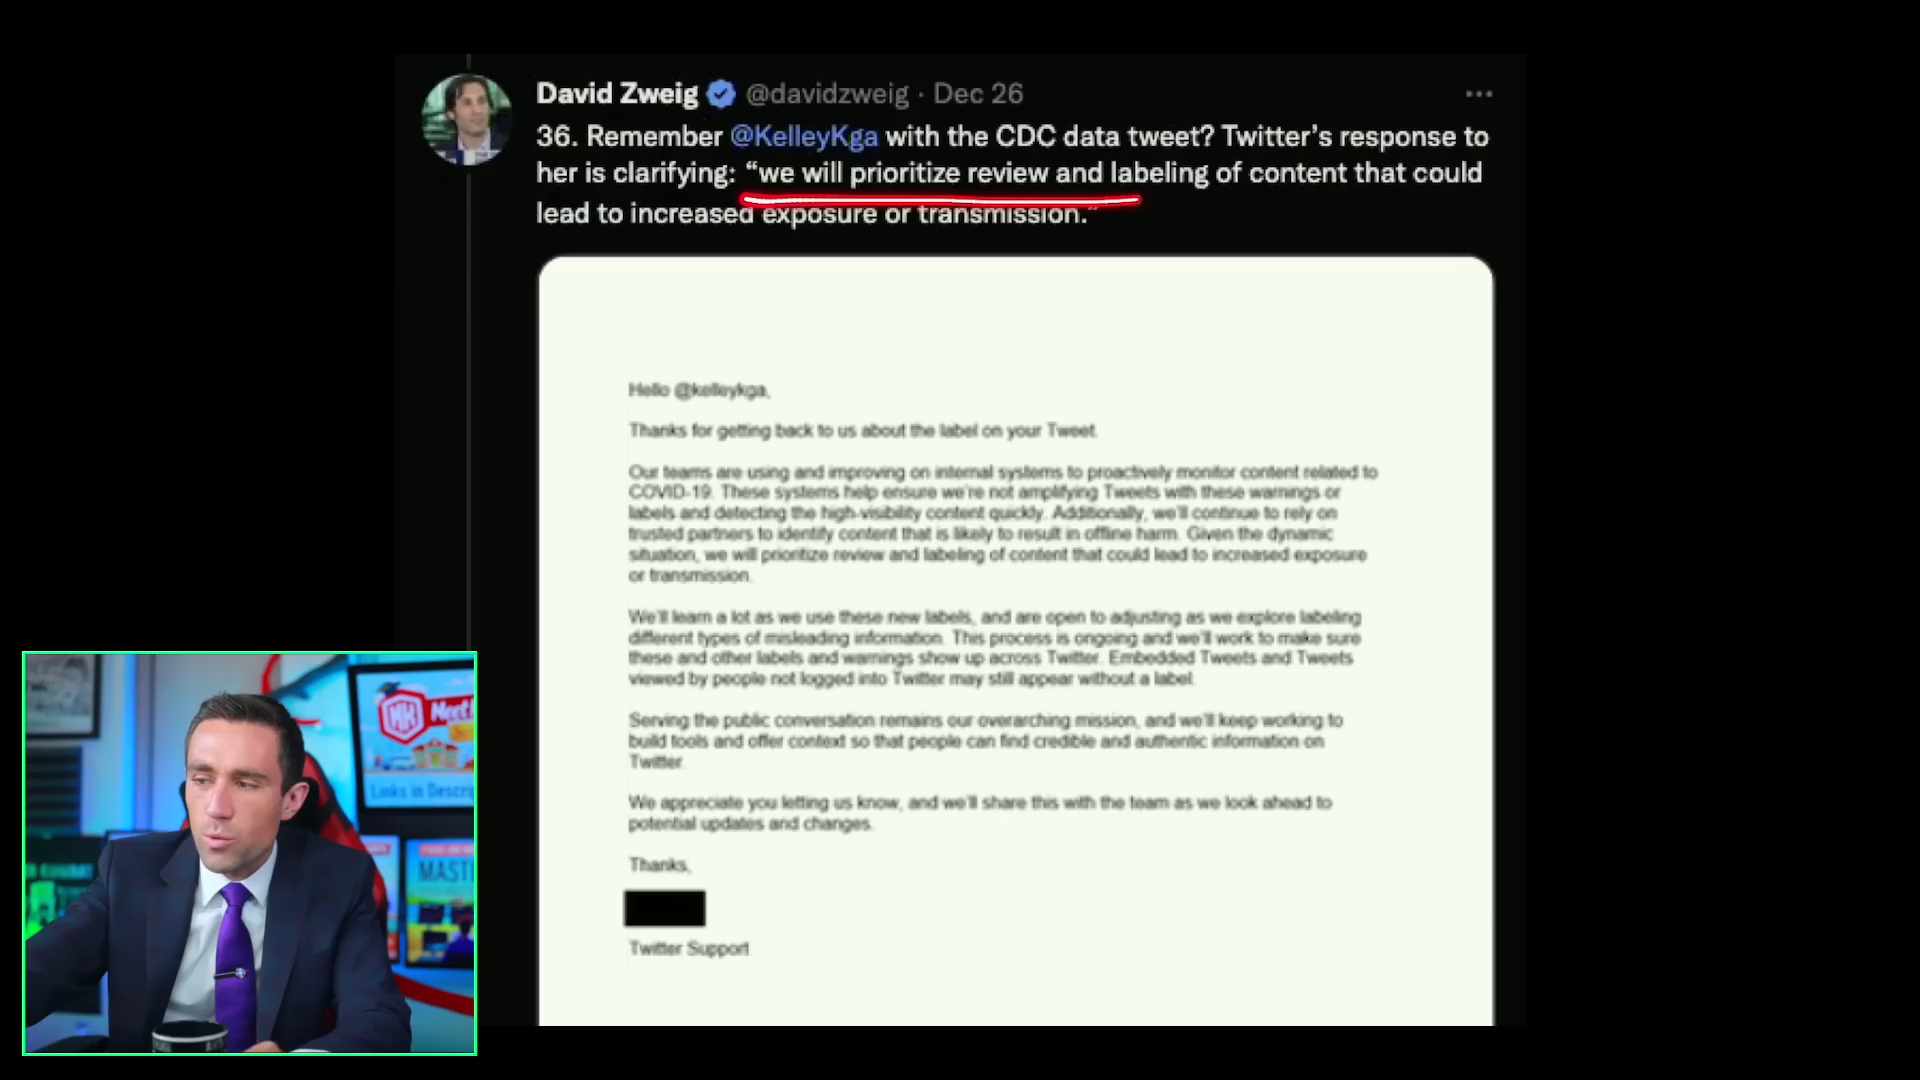 David Zweig @davidzweig · Dec 26
36. Remember @KelleyKga with the CDC data tweet? Twitter’s response to
her is clarifying: “we will prioritize review and labeling of content that could
lead to increased exposure or transmission.”
Hello @kelleykga,
Thanks for getting back to us about the label on your Tweet.
Our teams are using and improving on internal systems to proactively monitor content related to
COVID-19. These systems help ensure we're not amplifying Tweets with these warnings or
labels and detecting the high-visibility content quickly. Additionally, we'll continue to rely on
trusted partners to identify content that is likely to result in offline harm. Given the dynamic
situation, we will prioritize review and labeling of content that could lead to increased exposure
or transmission.
We'll learn a lot as we use these new labels, and are open to adjusting as we explore labeling
different types of misleading information. This process is ongoing and we'll work to make sure
these and other labels and warnings show up across Twitter. Embedded Tweets and Tweets
viewed by people not logged into Twitter may still appear without a label.
Serving the public conversation remains our overarching mission, and we'll keep working to
build tools and offer context so that people can find credible and authentic information on
Twitter.
We appreciate you letting us know, and we'll share this with the team as we look ahead to
potential updates and changes.
Thanks,
Twitter Support
HK Meet
Links in Descri
MAST